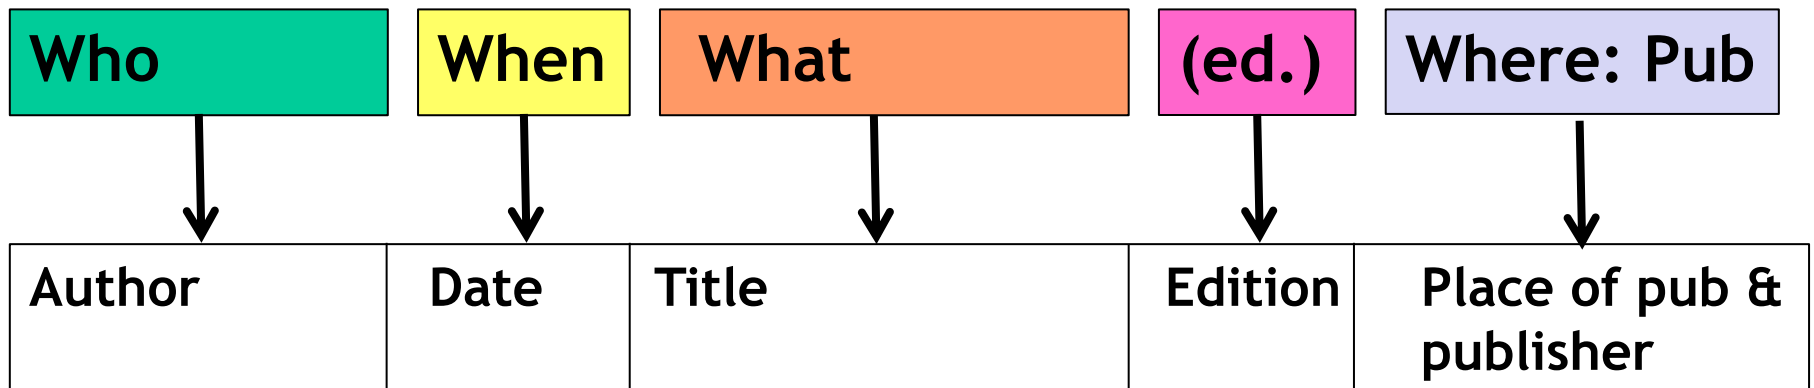 Who When What (ed.) Where: Pub
Author Date Title Edition Place of pub &
publisher